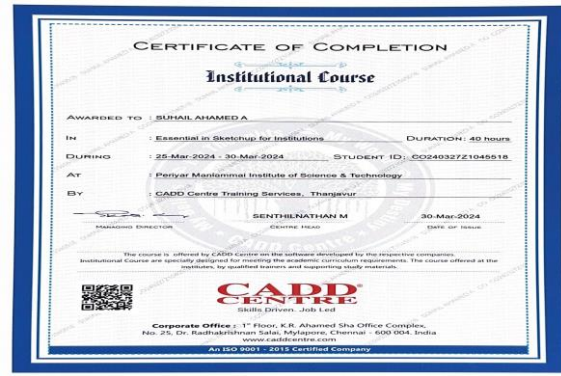 CERTIFICATE OF COMPLETION
Institutional Course
AWARDED TO : SUHAIL AHAMED A
IN : Essential in Sketchup for Institutions DURATION: 40 hours
DURING : 25-Mar-2024 - 30-Mar-2024 STUDENT ID: CO240327Z1045518
AT : Periyar Maniammai Institute of Science & Technology
BY : CADD Centre Training Services, Thanjavur
SENTHILNATHAN M 30-Mar-2024
MANAGING DIRECTOR CENTRE HEAD DATE OF ISSUE
The course is offered by CADD Centre on the software developed by the respective companies.
Institutional Course are specially designed for meeting the academic curriculum requirements. The course offered at the
institutes, by qualified trainers and supporting study materials.
CADD
CENTRE
Skills Driven. Job Led
Corporate Office : 1st Floor, K.R. Ahamed Sha Office Complex,
No. 25, Dr. Radhakrishnan Salai, Mylapore, Chennai - 600 004. India
www.caddcentre.com
An ISO 9001 - 2015 Certified Company